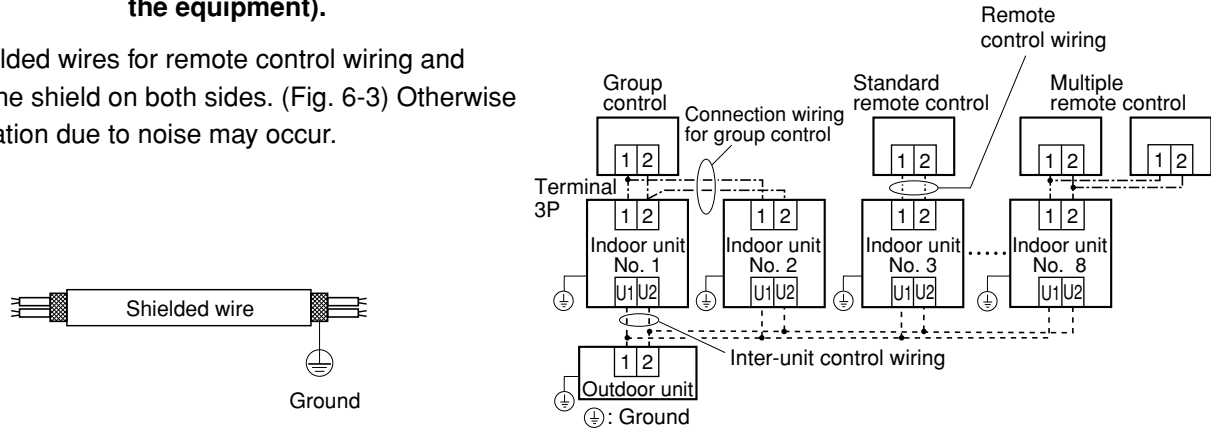 the equipment).
lded wires for remote control wiring and
ne shield on both sides. (Fig. 6-3) Otherwise
ation due to noise may occur.
Shielded wire
Ground
Remote
control wiring
Group
control
Connection wiring
for group control
Standard
remote control
Multiple
remote control
1 2
1 2
1 2
1 2
Terminal
3P
1 2
1 2
1 2
1 2
Indoor unit
No. 1
Indoor unit
No. 2
Indoor unit
No. 3
Indoor unit
No. 8
U1 U2
U1 U2
U1 U2
U1 U2
Inter-unit control wiring
1 2
Outdoor unit
: Ground